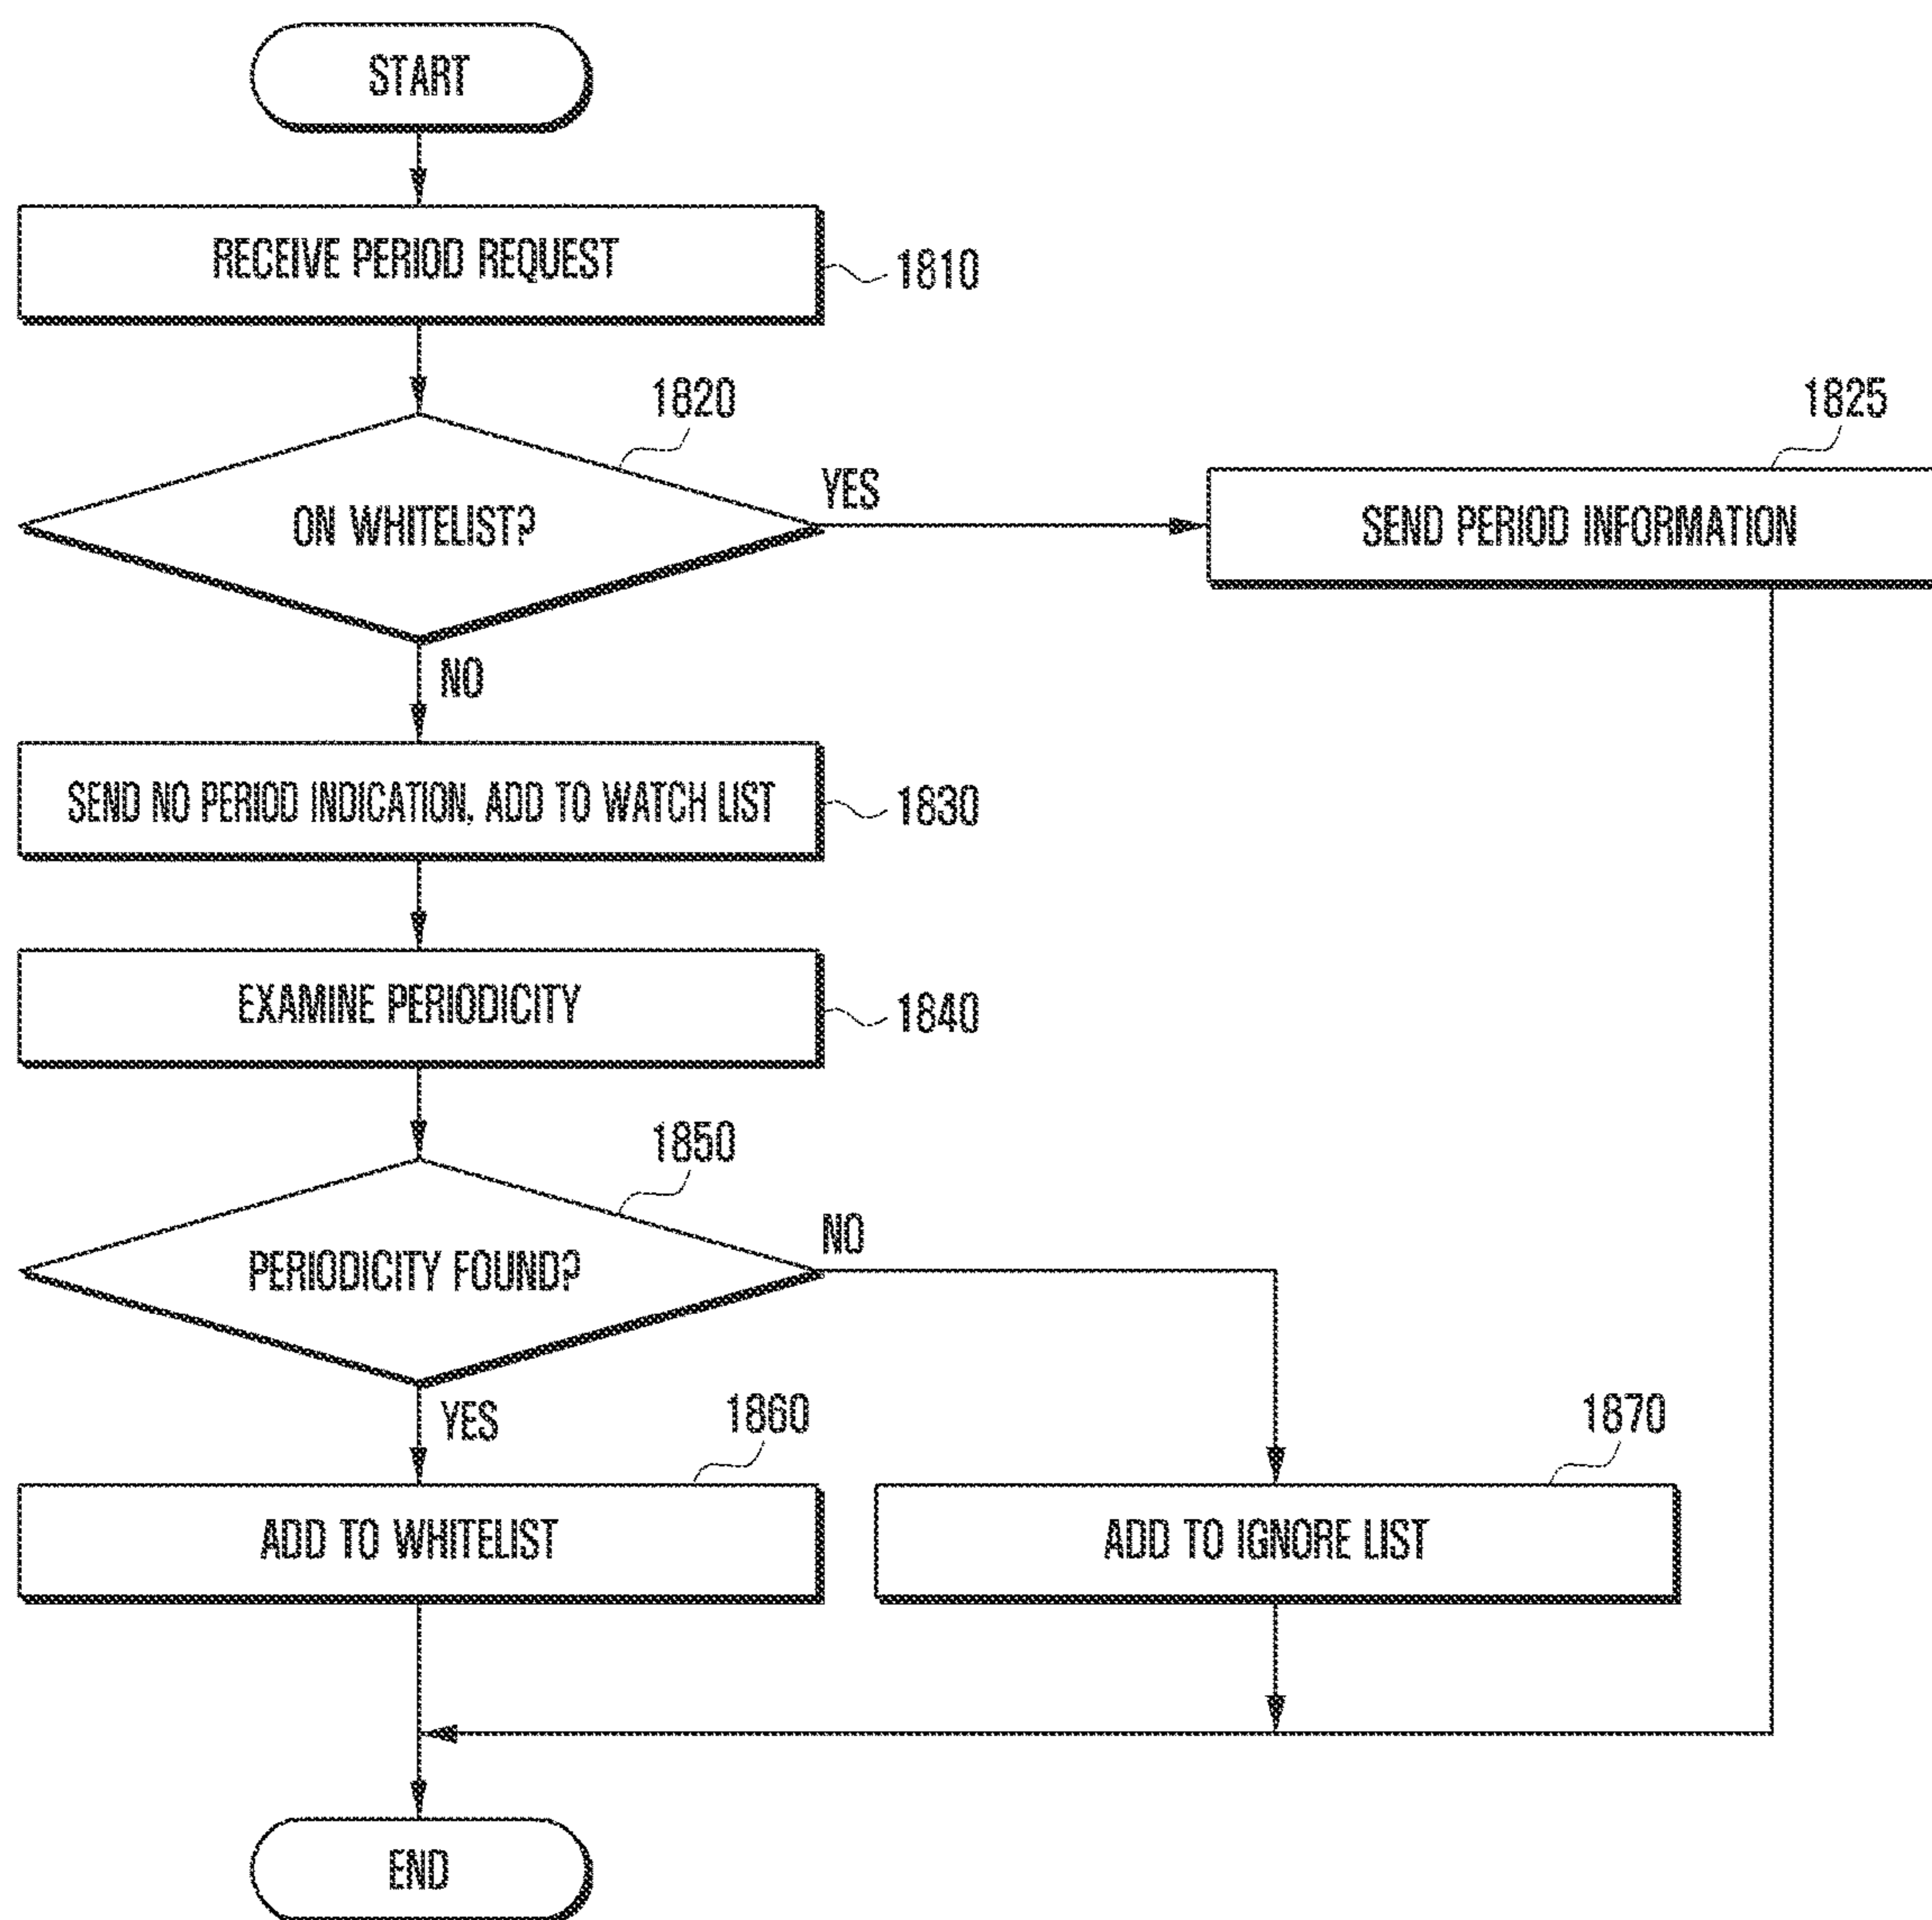 START
RECEIVE PERIOD REQUEST
1810
1820
1825
ON WHITELIST?
YES
SEND PERIOD INFORMATION
NO
SEND NO PERIOD INDICATION, ADD TO WATCH LIST
1830
EXAMINE PERIODICITY
1840
1850
PERIODICITY FOUND?
NO
YES
1860
1870
ADD TO WHITELIST
ADD TO IGNORE LIST
END